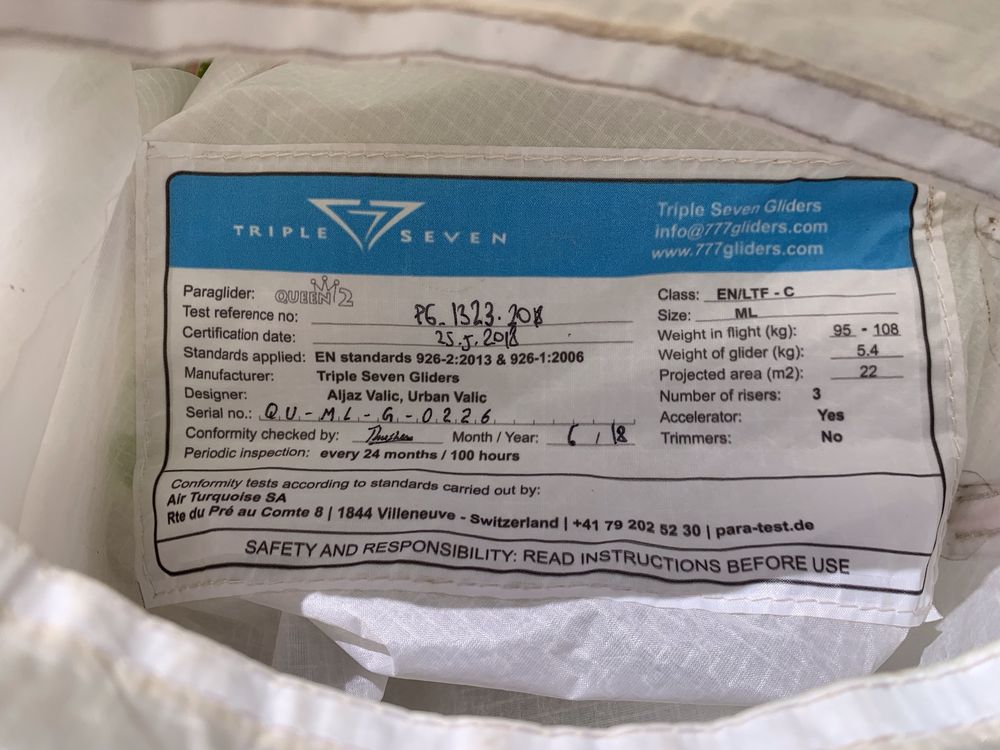 TRIPLE SEVEN
Triple Seven Gliders
info@777gliders.com
www.777gliders.com
Paraglider: QUEEN 2
Test reference no: PG_1323.2018
Certification date: 25.5.2018
Standards applied: EN standards 926-2:2013 & 926-1:2006
Manufacturer: Triple Seven Gliders
Designer: Aljaz Valic, Urban Valic
Serial no.: QU-ML-G-0226
Conformity checked by: Month / Year: 6 / 18
Periodic inspection: every 24 months / 100 hours
Class: EN/LTF - C
Size: ML
Weight in flight (kg): 95 - 108
Weight of glider (kg): 5.4
Projected area (m2): 22
Number of risers: 3
Accelerator: Yes
Trimmers: No
Conformity tests according to standards carried out by:
Air Turquoise SA
Rte du Pré au Comte 8 | 1844 Villeneuve - Switzerland | +41 79 202 52 30 | para-test.de
SAFETY AND RESPONSIBILITY: READ INSTRUCTIONS BEFORE USE